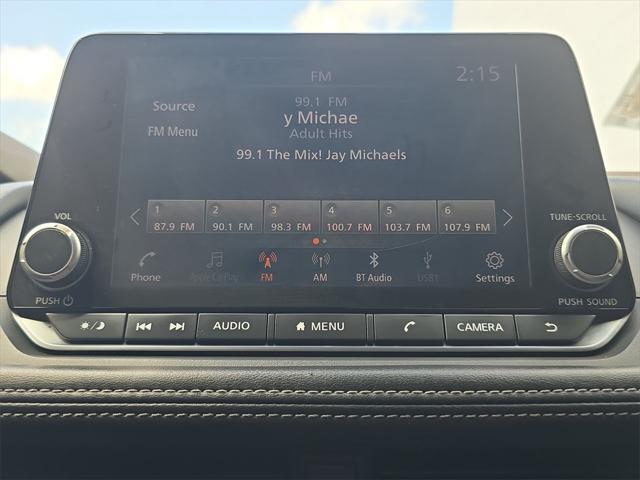 FM
2:15
Source
99.1 FM
y Michae
FM Menu
Adult Hits
99.1 The Mix! Jay Michaels
1 2 3 4 5 6
87.9 FM 90.1 FM 98.3 FM 100.7 FM 103.7 FM 107.9 FM
VOL
TUNE-SCROLL
Phone Apple CarPlay FM AM BT Audio USB1 Settings
PUSH
PUSH SOUND
AUDIO MENU CAMERA